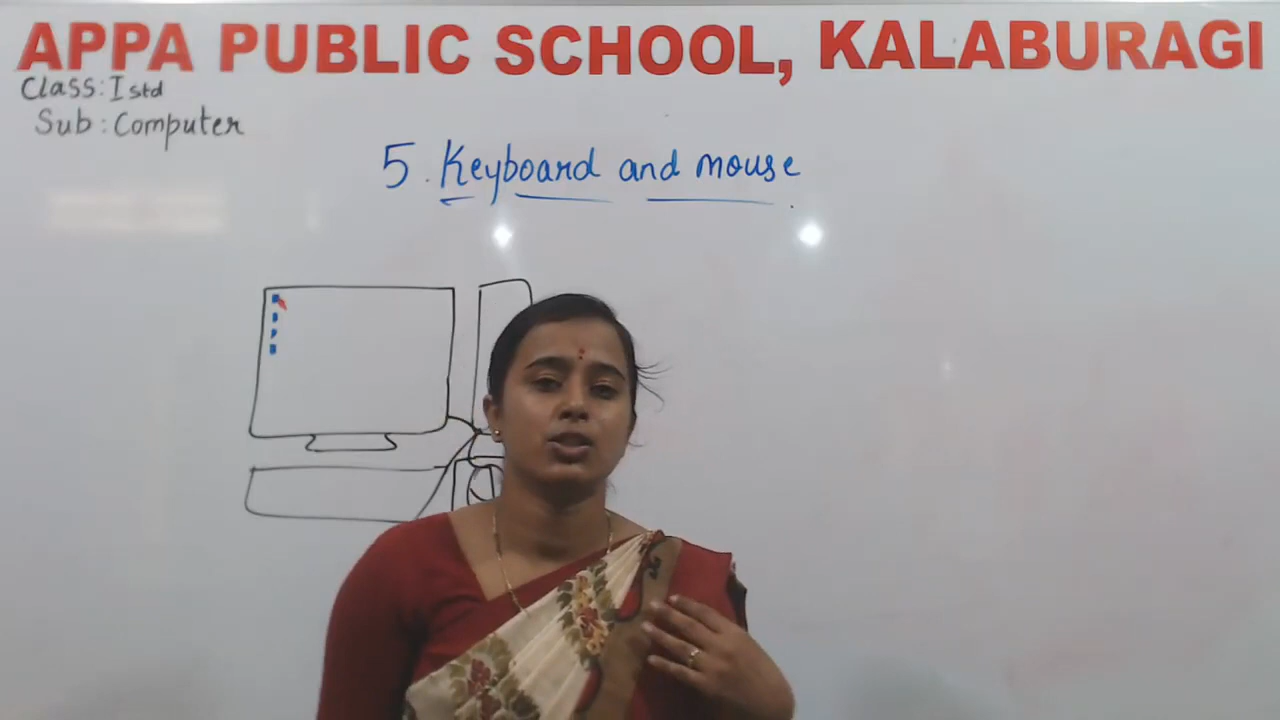 APPA PUBLIC SCHOOL, KALABURAGI
Class: I std
Sub: Computer
5. Keyboard and mouse